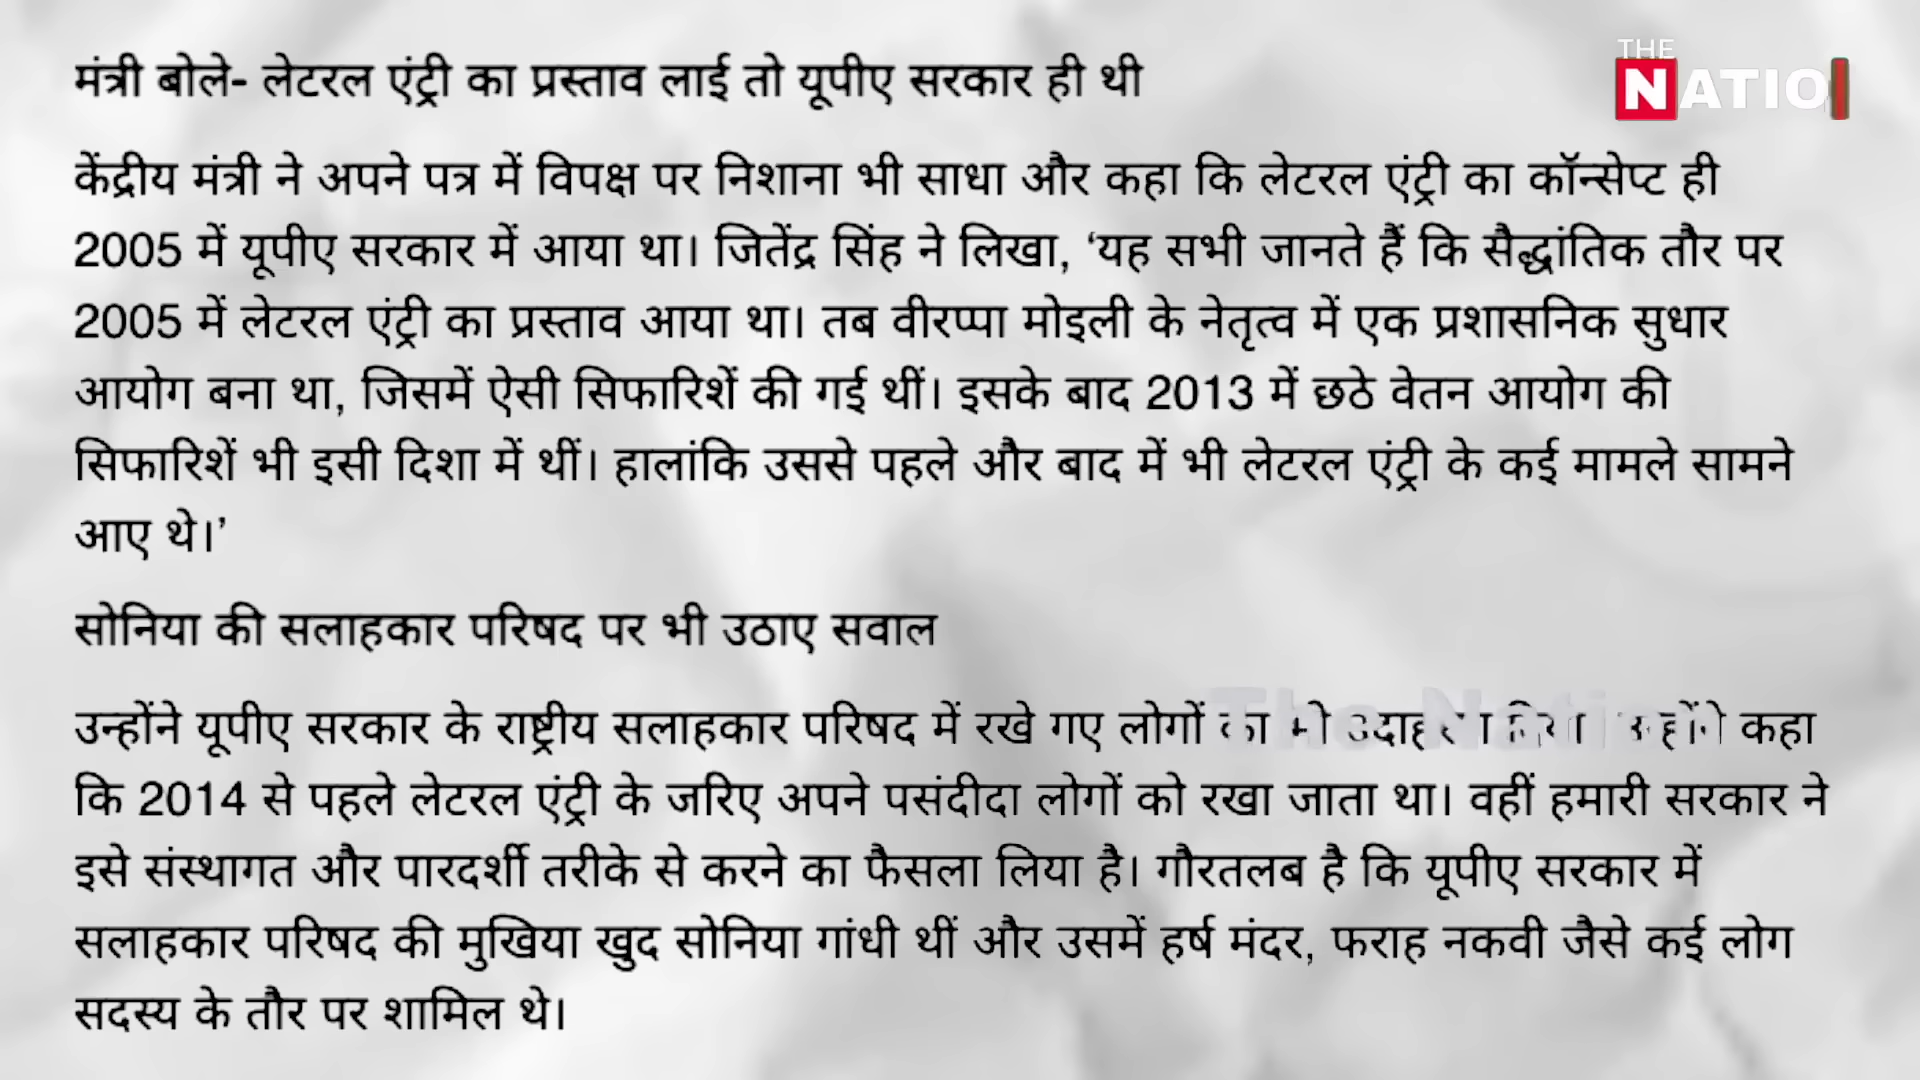 THE
NATIO
मंत्री बोले- लेटरल एंट्री का प्रस्ताव लाई तो यूपीए सरकार ही थी
केंद्रीय मंत्री ने अपने पत्र में विपक्ष पर निशाना भी साधा और कहा कि लेटरल एंट्री का कॉन्सेप्ट ही
2005 में यूपीए सरकार में आया था। जितेंद्र सिंह ने लिखा, ‘यह सभी जानते हैं कि सैद्धांतिक तौर पर
2005 में लेटरल एंट्री का प्रस्ताव आया था। तब वीरप्पा मोइली के नेतृत्व में एक प्रशासनिक सुधार
आयोग बना था, जिसमें ऐसी सिफारिशें की गई थीं। इसके बाद 2013 में छठे वेतन आयोग की
सिफारिशें भी इसी दिशा में थीं। हालांकि उससे पहले और बाद में भी लेटरल एंट्री के कई मामले सामने
आए थे।’
सोनिया की सलाहकार परिषद पर भी उठाए सवाल
उन्होंने यूपीए सरकार के राष्ट्रीय सलाहकार परिषद में रखे गए लोगों का भी उदाहरण दिया। उन्होंने कहा
The Nation
कि 2014 से पहले लेटरल एंट्री के जरिए अपने पसंदीदा लोगों को रखा जाता था। वहीं हमारी सरकार ने
इसे संस्थागत और पारदर्शी तरीके से करने का फैसला लिया है। गौरतलब है कि यूपीए सरकार में
सलाहकार परिषद की मुखिया खुद सोनिया गांधी थीं और उसमें हर्ष मंदर, फराह नकवी जैसे कई लोग
सदस्य के तौर पर शामिल थे।